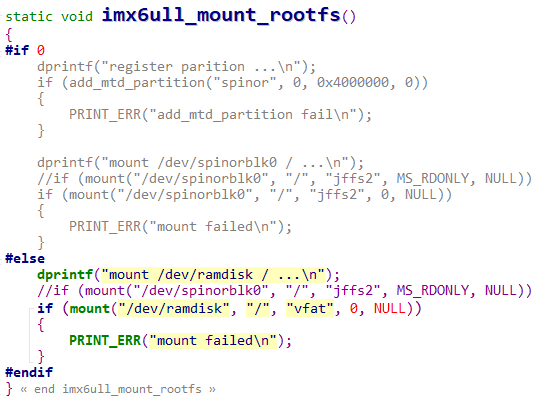 static void imx6ull_mount_rootfs()
{
#if 0
    dprintf("register parition ...\n");
    if (add_mtd_partition("spinor", 0, 0x4000000, 0))
    {
        PRINT_ERR("add_mtd_partition fail\n");
    }

    dprintf("mount /dev/spinorblk0 / ...\n");
    //if (mount("/dev/spinorblk0", "/", "jffs2", MS_RDONLY, NULL))
    if (mount("/dev/spinorblk0", "/", "jffs2", 0, NULL))
    {
        PRINT_ERR("mount failed\n");
    }
#else
    dprintf("mount /dev/ramdisk / ...\n");
    //if (mount("/dev/spinorblk0", "/", "jffs2", MS_RDONLY, NULL))
    if (mount("/dev/ramdisk", "/", "vfat", 0, NULL))
    {
        PRINT_ERR("mount failed\n");
    }
#endif
} « end imx6ull_mount_rootfs »